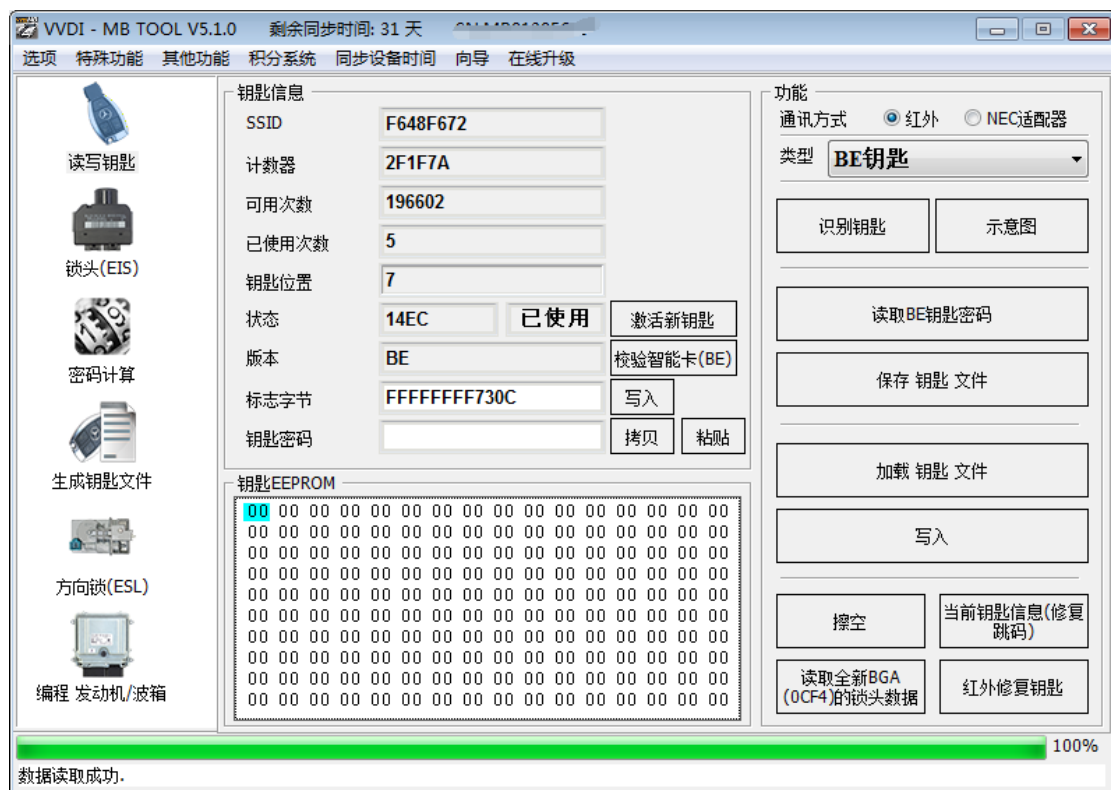 VVDI - MB TOOL V5.1.0 剩余同步时间: 31 天
选项 特殊功能 其他功能 积分系统 同步设备时间 向导 在线升级
读写钥匙
锁头(EIS)
密码计算
生成钥匙文件
方向锁(ESL)
编程 发动机/波箱
钥匙信息
SSID F648F672
计数器 2F1F7A
可用次数 196602
已使用次数 5
钥匙位置 7
状态 14EC 已使用 激活新钥匙
版本 BE 校验智能卡(BE)
标志字节 FFFFFFFF730C 写入
钥匙密码 拷贝 粘贴
钥匙EEPROM
00 00 00 00 00 00 00 00 00 00 00 00 00 00 00 00
00 00 00 00 00 00 00 00 00 00 00 00 00 00 00 00
00 00 00 00 00 00 00 00 00 00 00 00 00 00 00 00
00 00 00 00 00 00 00 00 00 00 00 00 00 00 00 00
00 00 00 00 00 00 00 00 00 00 00 00 00 00 00 00
00 00 00 00 00 00 00 00 00 00 00 00 00 00 00 00
00 00 00 00 00 00 00 00 00 00 00 00 00 00 00 00
00 00 00 00 00 00 00 00 00 00 00 00 00 00 00 00
00 00 00 00 00 00 00 00 00 00 00 00 00 00 00 00
00 00 00 00 00 00 00 00 00 00 00 00 00 00 00 00
功能
通讯方式 红外 NEC适配器
类型 BE钥匙
识别钥匙 示意图
读取BE钥匙密码
保存 钥匙 文件
加载 钥匙 文件
写入
擦空
当前钥匙信息(修复
跳码)
读取全新BGA
(0CF4)的锁头数据
红外修复钥匙
100%
数据读取成功.